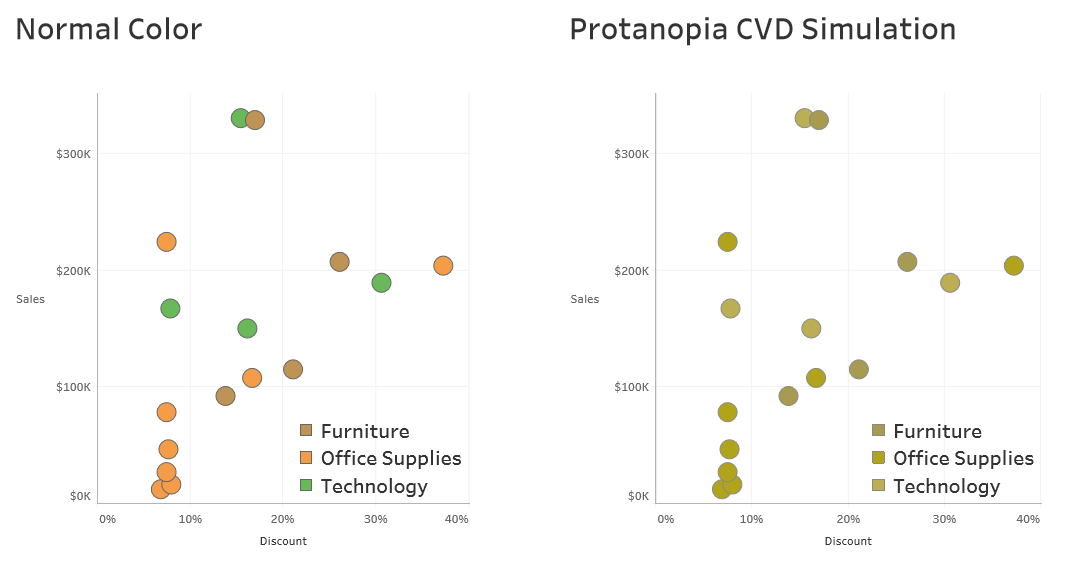 Normal Color
$300K
$200K
Sales
$100K
$0K
Furniture
Office Supplies
Technology
0% 10% 20% 30% 40%
Discount
Protanopia CVD Simulation
$300K
$200K
Sales
$100K
$0K
Furniture
Office Supplies
Technology
0% 10% 20% 30% 40%
Discount